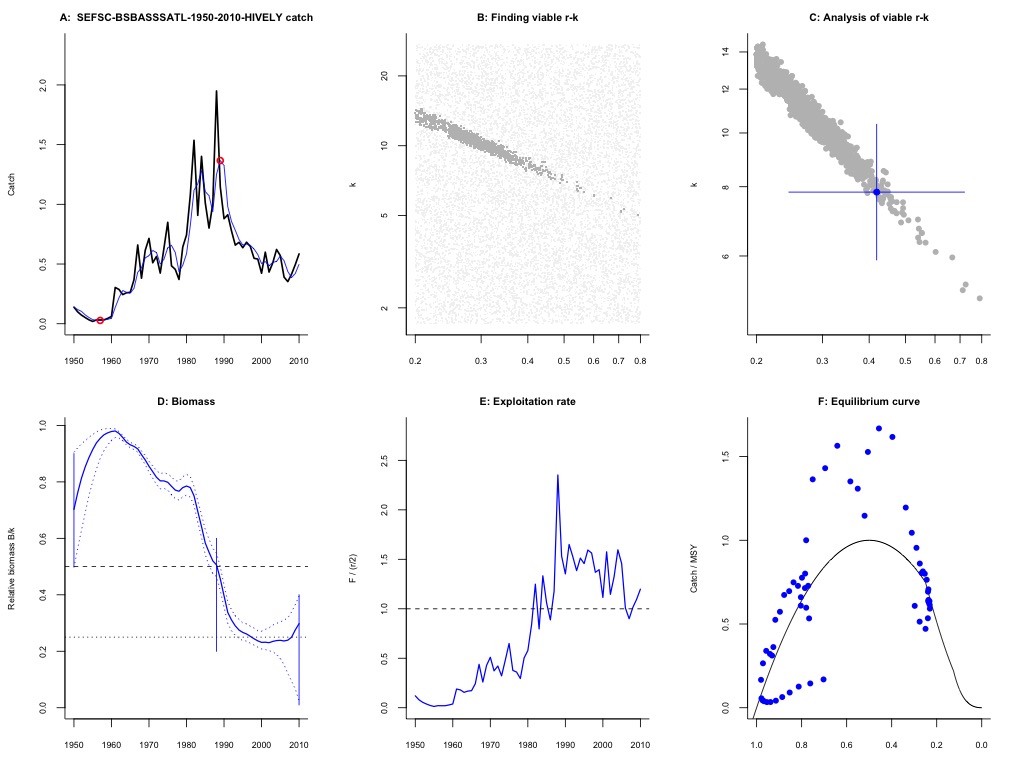 A: SEFSC-BSBASSSATL-1950-2010-HIVELY catch
Catch
0.0 0.5 1.0 1.5 2.0
1950 1960 1970 1980 1990 2000 2010
B: Finding viable r-k
k
2 5 10 20
0.2 0.3 0.4 0.5 0.6 0.7 0.8
C: Analysis of viable r-k
k
6 8 10 12 14
0.2 0.3 0.4 0.5 0.6 0.7 0.8
D: Biomass
Relative biomass B/k
0.0 0.2 0.4 0.6 0.8 1.0
1950 1960 1970 1980 1990 2000 2010
E: Exploitation rate
F / (r/2)
0.0 0.5 1.0 1.5 2.0 2.5
1950 1960 1970 1980 1990 2000 2010
F: Equilibrium curve
Catch / MSY
0.0 0.5 1.0 1.5
1.0 0.8 0.6 0.4 0.2 0.0